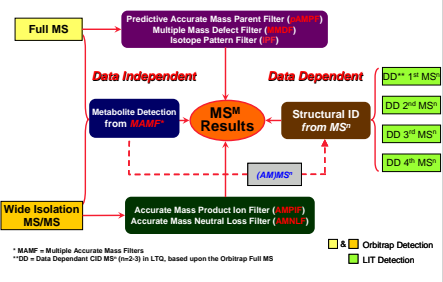 Full MS
Predictive Accurate Mass Parent Filter (pAMPF)
Multiple Mass Defect Filter (MMDF)
Isotope Pattern Filter (IPF)
Data Independent
Data Dependent
Metabolite Detection
from MAMF*
MSᴹ
Results
Structural ID
from MSⁿ
DD** 1st MSⁿ
DD 2nd MSⁿ
DD 3rd MSⁿ
DD 4th MSⁿ
(AM)MSⁿ
Wide Isolation
MS/MS
Accurate Mass Product Ion Filter (AMPIF)
Accurate Mass Neutral Loss Filter (AMNLF)
* MAMF = Multiple Accurate Mass Filters
**DD = Data Dependant CID MSⁿ (n=2-3) in LTQ, based upon the Orbitrap Full MS
& Orbitrap Detection
LIT Detection